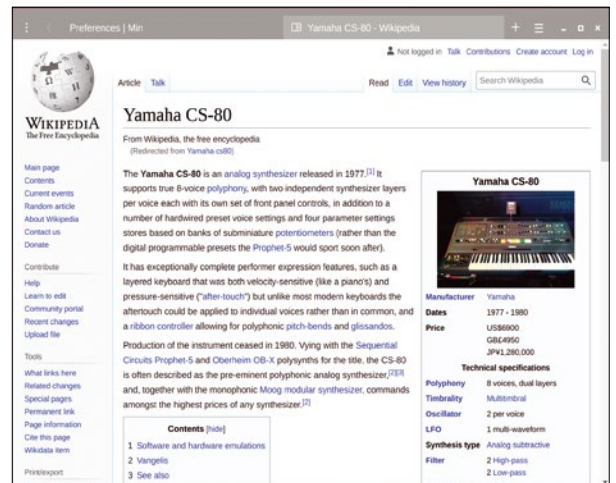 Preferences | Min
Yamaha CS-80 - Wikipedia
Not logged in Talk Contributions Create account Log in
Article Talk
Read Edit View history
Search Wikipedia
WIKIPEDIA
The Free Encyclopedia
Main page
Contents
Current events
Random article
About Wikipedia
Contact us
Donate
Contribute
Help
Learn to edit
Community portal
Recent changes
Upload file
Tools
What links here
Related changes
Special pages
Permanent link
Page information
Cite this page
Wikidata item
Print/export
Yamaha CS-80
From Wikipedia, the free encyclopedia
(Redirected from Yamaha cs80)
The Yamaha CS-80 is an analog synthesizer released in 1977.[1] It
supports true 8-voice polyphony, with two independent synthesizer layers
per voice each with its own set of front panel controls, in addition to a
number of hardwired preset voice settings and four parameter settings
stores based on banks of subminiature potentiometers (rather than the
digital programmable presets the Prophet-5 would sport soon after).
It has exceptionally complete performer expression features, such as a
layered keyboard that was both velocity-sensitive (like a piano's) and
pressure-sensitive ("after-touch") but unlike most modern keyboards the
aftertouch could be applied to individual voices rather than in common, and
a ribbon controller allowing for polyphonic pitch-bends and glissandos.
Production of the instrument ceased in 1980. Vying with the Sequential
Circuits Prophet-5 and Oberheim OB-X polysynths for the title, the CS-80
is often described as the pre-eminent polyphonic analog synthesizer,[2][3]
and, together with the monophonic Moog modular synthesizer, commands
amongst the highest prices of any synthesizer.[2]
Contents [hide]
1 Software and hardware emulations
2 Vangelis
3 See also
Yamaha CS-80
Manufacturer Yamaha
Dates 1977 - 1980
Price US$6900
GB£4950
JP¥1,280,000
Technical specifications
Polyphony 8 voices, dual layers
Timbrality Multitimbral
Oscillator 2 per voice
LFO 1 multi-waveform
Synthesis type Analog subtractive
Filter 2 High-pass
2 Low-pass